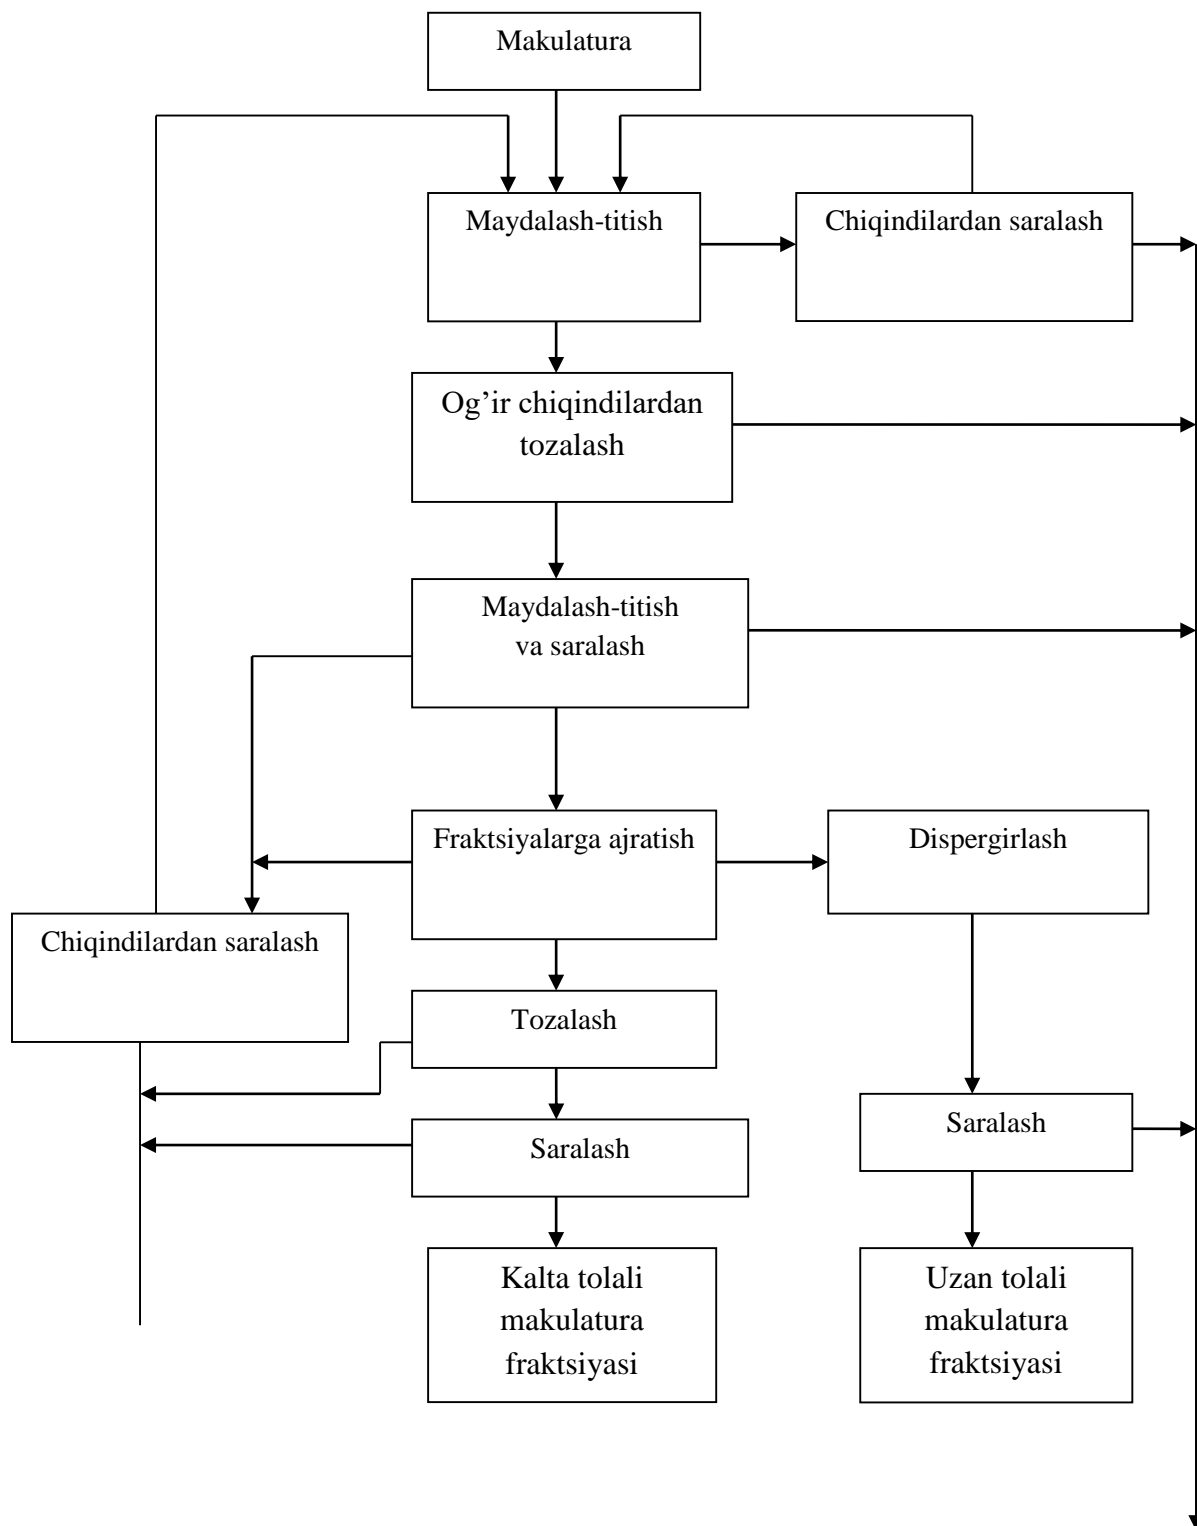 Makulatura
Maydalash-titish
Chiqindilardan saralash
Og’ir chiqindilardan
tozalash
Maydalash-titish
va saralash
Fraktsiyalarga ajratish
Dispergirlash
Chiqindilardan saralash
Tozalash
Saralash
Saralash
Kalta tolali
makulatura
fraktsiyasi
Uzan tolali
makulatura
fraktsiyasi